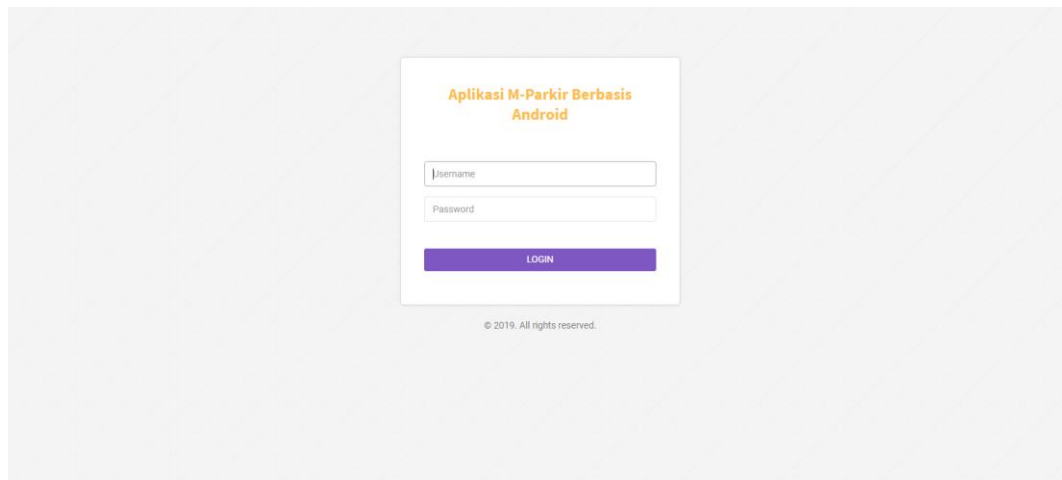 Aplikasi M-Parkir Berbasis
Android
Username
Password
LOGIN
© 2019. All rights reserved.